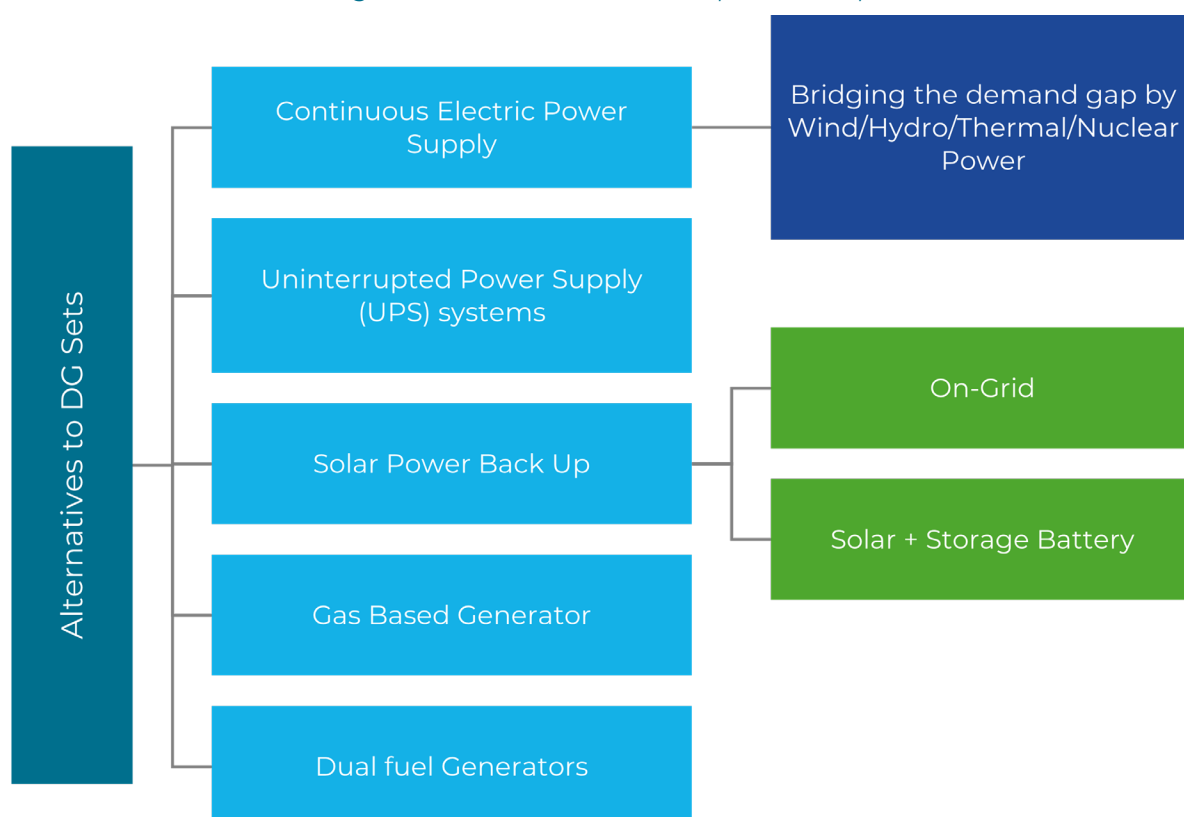 Alternatives to DG Sets
Continuous Electric Power
Supply
Bridging the demand gap by
Wind/Hydro/Thermal/Nuclear
Power
Uninterrupted Power Supply
(UPS) systems
Solar Power Back Up
On-Grid
Solar + Storage Battery
Gas Based Generator
Dual fuel Generators